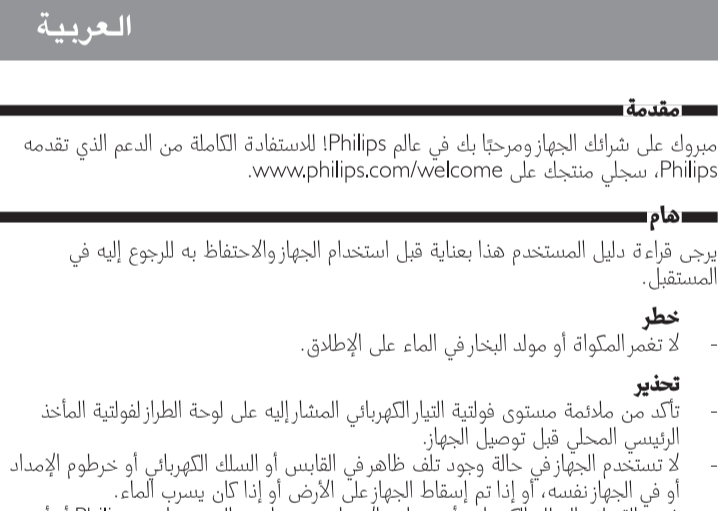 العربية
مقدمة
مبروك على شرائك الجهاز ومرحبًا بك في عالم Philips! للاستفادة الكاملة من الدعم الذي تقدمه
Philips، سجلي منتجك على www.philips.com/welcome.
هام
يرجى قراءة دليل المستخدم هذا بعناية قبل استخدام الجهاز والاحتفاظ به للرجوع إليه في
المستقبل.
خطر
- لا تغمر المكواة أو مولد البخار في الماء على الإطلاق.
تحذير
- تأكد من ملائمة مستوى فولتية التيار الكهربائي المشار إليه على لوحة الطراز لفولتية المأخذ
الرئيسي المحلي قبل توصيل الجهاز.
- لا تستخدم الجهاز في حالة وجود تلف ظاهر في القابس أو السلك الكهربائي أو خرطوم الإمداد
أو في الجهاز نفسه، أو إذا تم إسقاط الجهاز على الأرض أو إذا كان يسرب الماء.